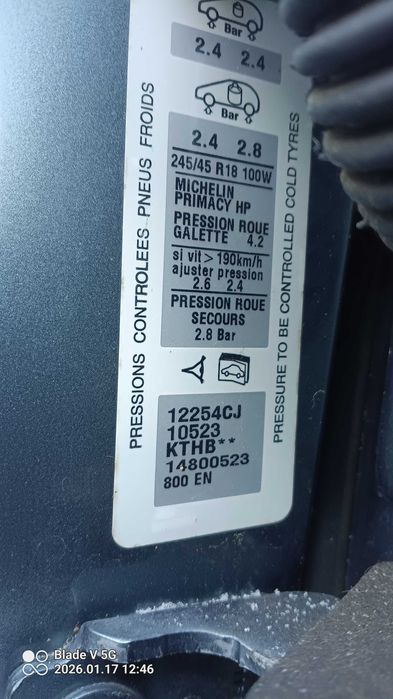 Bar
2.4 2.4
Bar
2.4 2.8
245/45 R18 100W
MICHELIN
PRIMACY HP
PRESSION ROUE
GALETTE 4.2
si vit > 190km/h
ajuster pression
2.6 2.4
PRESSION ROUE
SECOURS
2.8 Bar
PRESSIONS CONTROLEES - PNEUS FROIDS
PRESSURE TO BE CONTROLLED COLD TYRES
12254CJ
10523
KTHB**
14800523
800 EN
Blade V 5G
2026.01.17 12:46